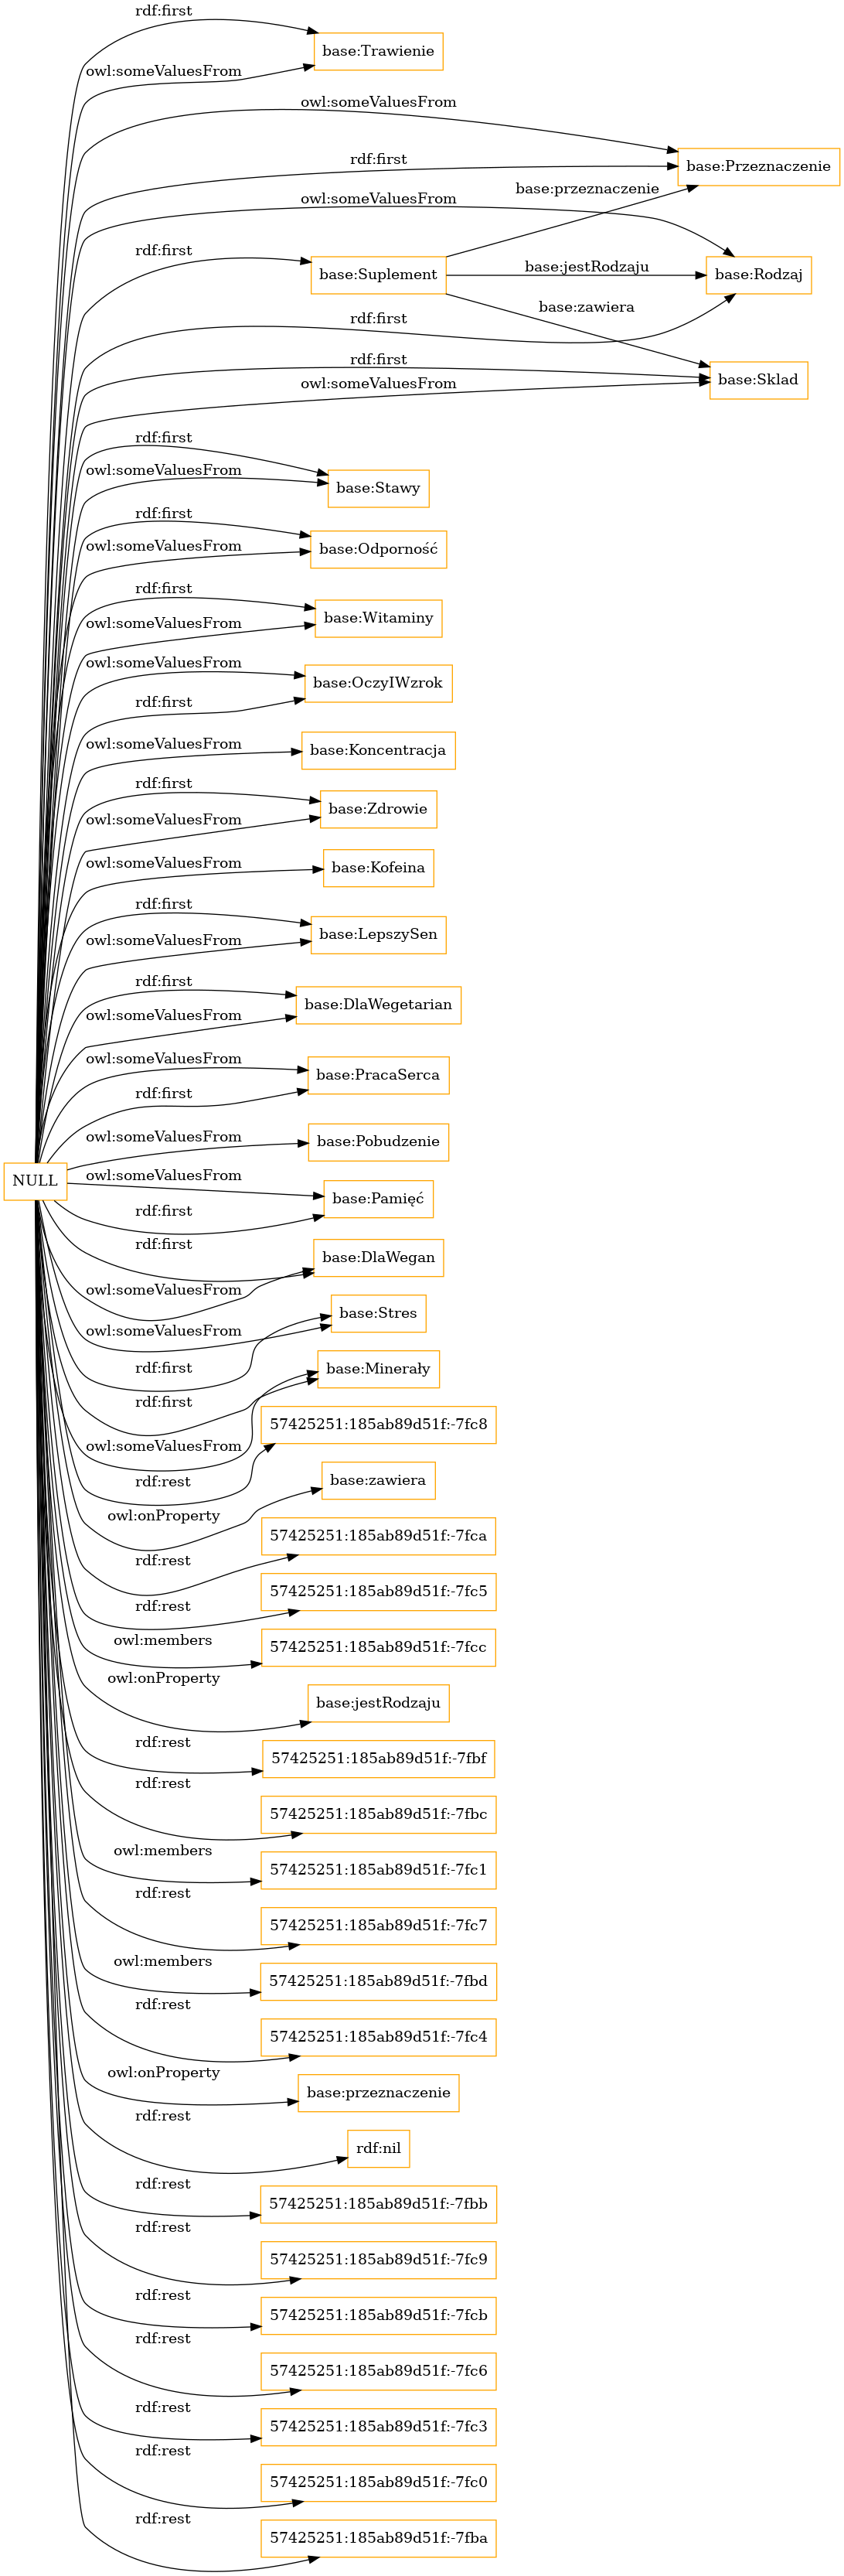 rdf:first
base:Trawienie
owl:someValuesFrom
owl:someValuesFrom
rdf:first
base:Przeznaczenie
base:przeznaczenie
owl:someValuesFrom
rdf:first
base:Suplement
base:jestRodzaju
base:Rodzaj
base:zawiera
rdf:first
rdf:first
base:Sklad
owl:someValuesFrom
rdf:first
owl:someValuesFrom
base:Stawy
rdf:first
owl:someValuesFrom
base:Odporność
rdf:first
base:Witaminy
owl:someValuesFrom
owl:someValuesFrom
base:OczyIWzrok
rdf:first
owl:someValuesFrom
base:Koncentracja
rdf:first
base:Zdrowie
owl:someValuesFrom
owl:someValuesFrom
base:Kofeina
rdf:first
base:LepszySen
owl:someValuesFrom
rdf:first
base:DlaWegetarian
owl:someValuesFrom
owl:someValuesFrom
base:PracaSerca
rdf:first
owl:someValuesFrom
base:Pobudzenie
NULL
owl:someValuesFrom
base:Pamięć
rdf:first
rdf:first
base:DlaWegan
owl:someValuesFrom
base:Stres
owl:someValuesFrom
rdf:first
base:Minerały
rdf:first
owl:someValuesFrom
57425251:185ab89d51f:-7fc8
rdf:rest
base:zawiera
owl:onProperty
57425251:185ab89d51f:-7fca
rdf:rest
57425251:185ab89d51f:-7fc5
rdf:rest
owl:members
57425251:185ab89d51f:-7fcc
owl:onProperty
base:jestRodzaju
rdf:rest
57425251:185ab89d51f:-7fbf
rdf:rest
57425251:185ab89d51f:-7fbc
owl:members
57425251:185ab89d51f:-7fc1
rdf:rest
57425251:185ab89d51f:-7fc7
owl:members
57425251:185ab89d51f:-7fbd
rdf:rest
57425251:185ab89d51f:-7fc4
owl:onProperty
base:przeznaczenie
rdf:rest
rdf:nil
rdf:rest
57425251:185ab89d51f:-7fbb
rdf:rest
57425251:185ab89d51f:-7fc9
rdf:rest
57425251:185ab89d51f:-7fcb
rdf:rest
57425251:185ab89d51f:-7fc6
rdf:rest
57425251:185ab89d51f:-7fc3
rdf:rest
57425251:185ab89d51f:-7fc0
rdf:rest
57425251:185ab89d51f:-7fba